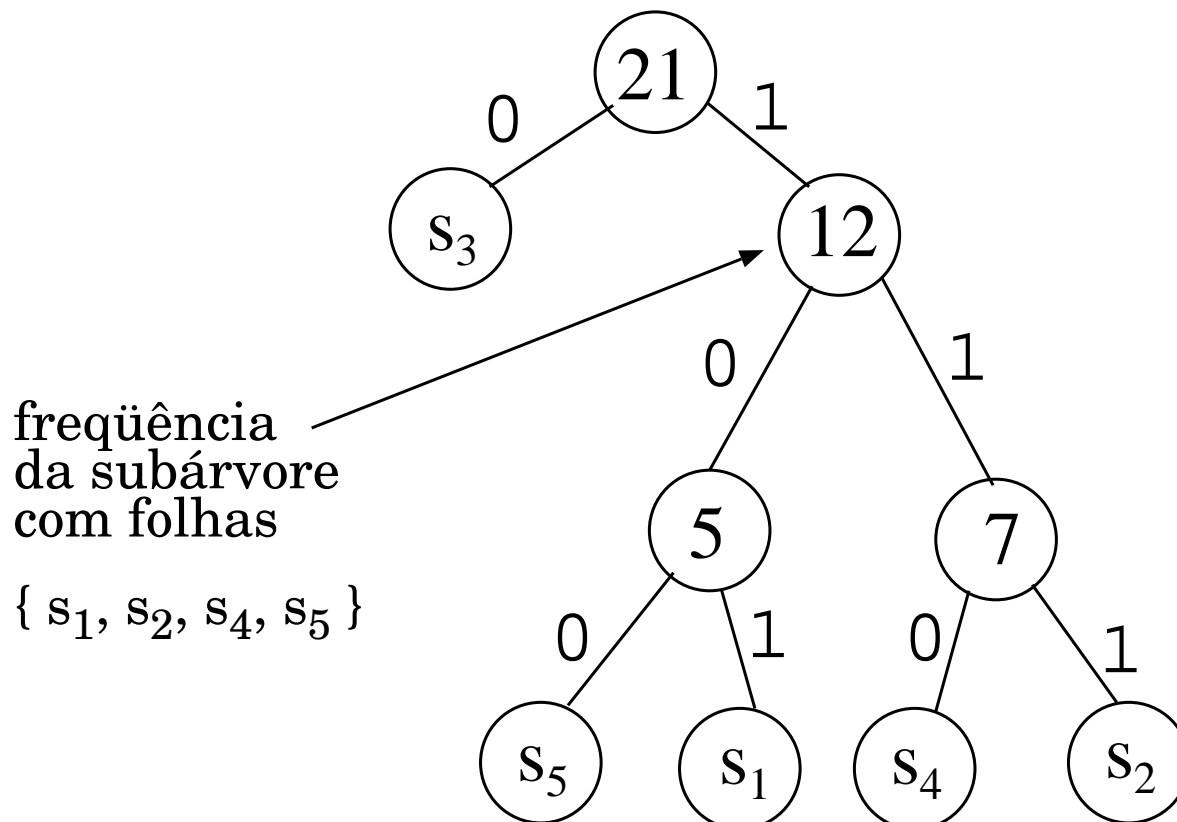 21
0
1
s3
12
0
1
freqüência
da subárvore
com folhas
5
7
{ s1, s2, s4, s5 }
0
1
0
1
s5
s1
s4
s2